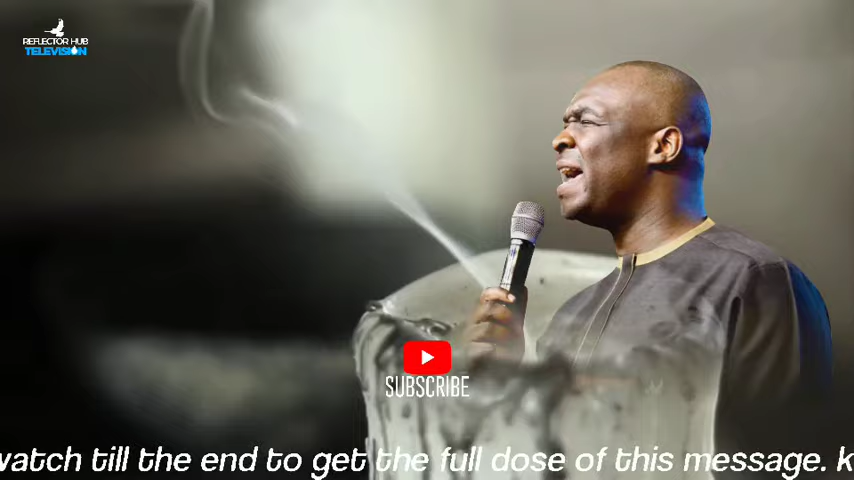 REFLECTOR HUB
TELEVISION
SUBSCRIBE
watch till the end to get the full dose of this message. k